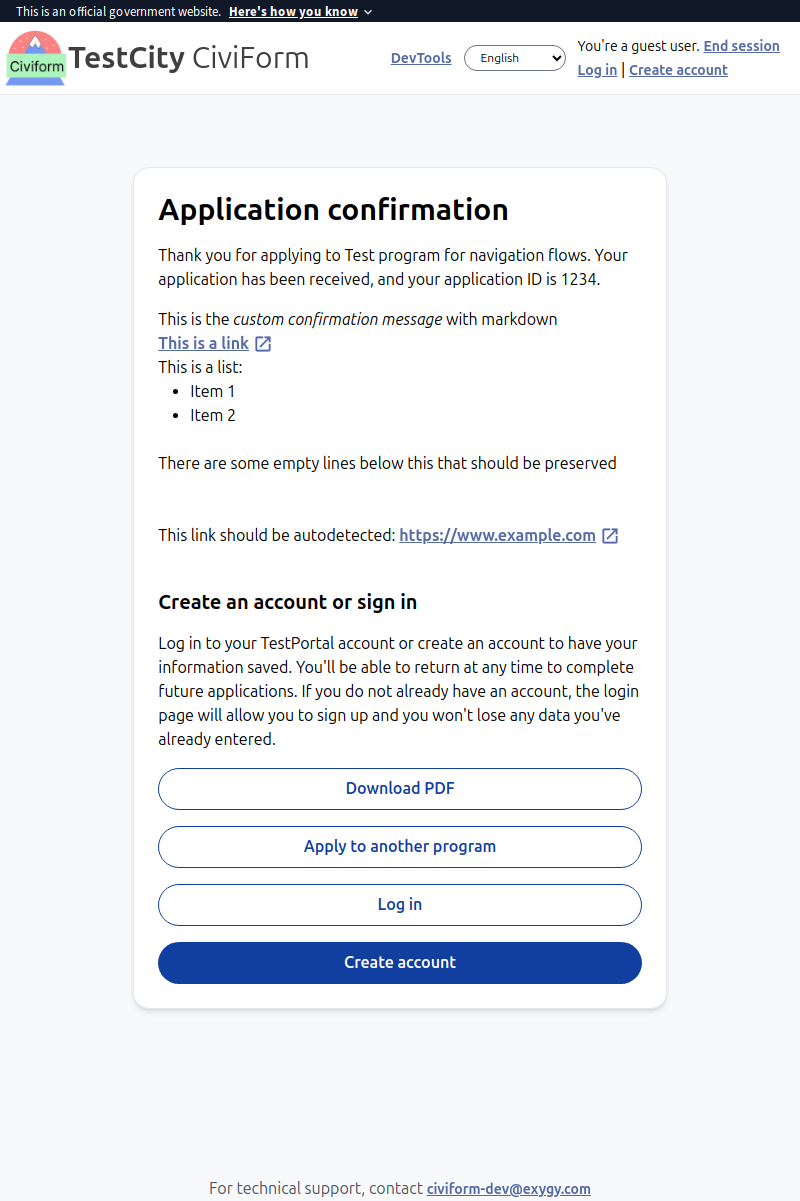 This is an official government website. Here's how you know
Civiform
TestCity CiviForm
DevTools
English
You're a guest user. End session
Log in | Create account
Application confirmation
Thank you for applying to Test program for navigation flows. Your
application has been received, and your application ID is 1234.
This is the custom confirmation message with markdown
This is a link
This is a list:
• Item 1
• Item 2
There are some empty lines below this that should be preserved
This link should be autodetected: https://www.example.com
Create an account or sign in
Log in to your TestPortal account or create an account to have your
information saved. You'll be able to return at any time to complete
future applications. If you do not already have an account, the login
page will allow you to sign up and you won't lose any data you've
already entered.
Download PDF
Apply to another program
Log in
Create account
For technical support, contact civiform-dev@exygy.com